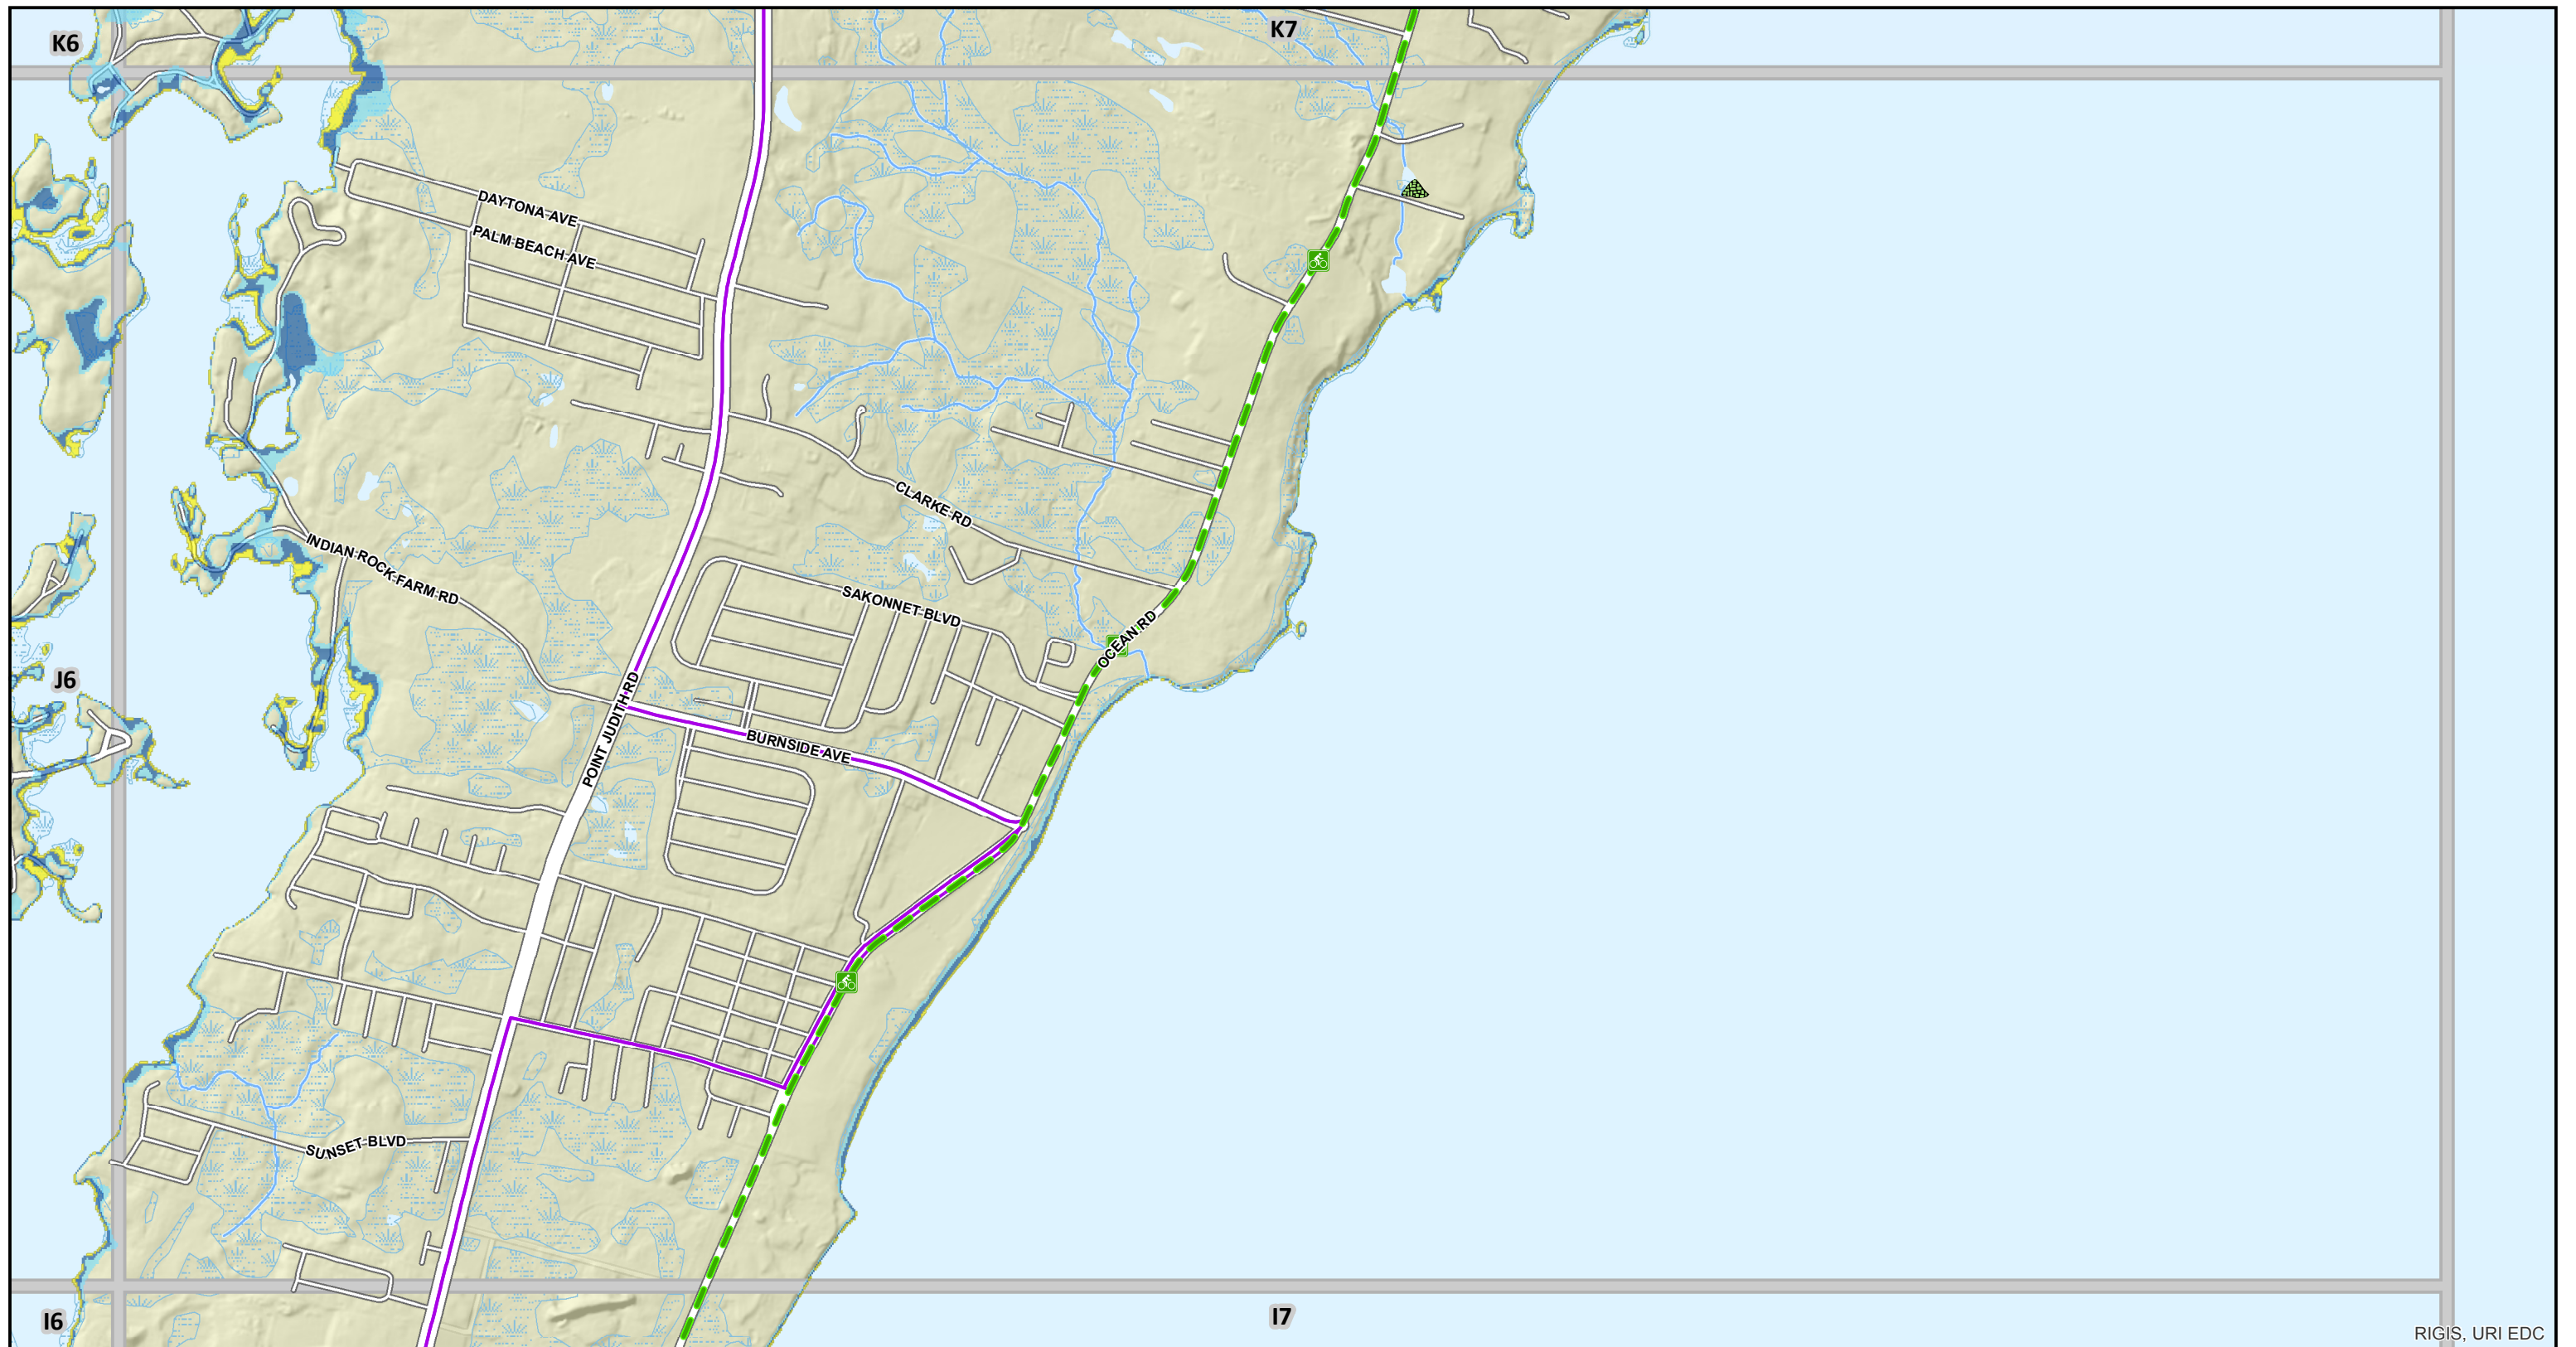 K6
K7
DAYTONA AVE
PALM BEACH AVE
CLARKE RD
INDIAN ROCK FARM RD
SAKONNET BLVD
OCEAN RD
J6
POINT JUDITH RD
BURNSIDE AVE
SUNSET BLVD
I6
I7
RIGIS, URI EDC